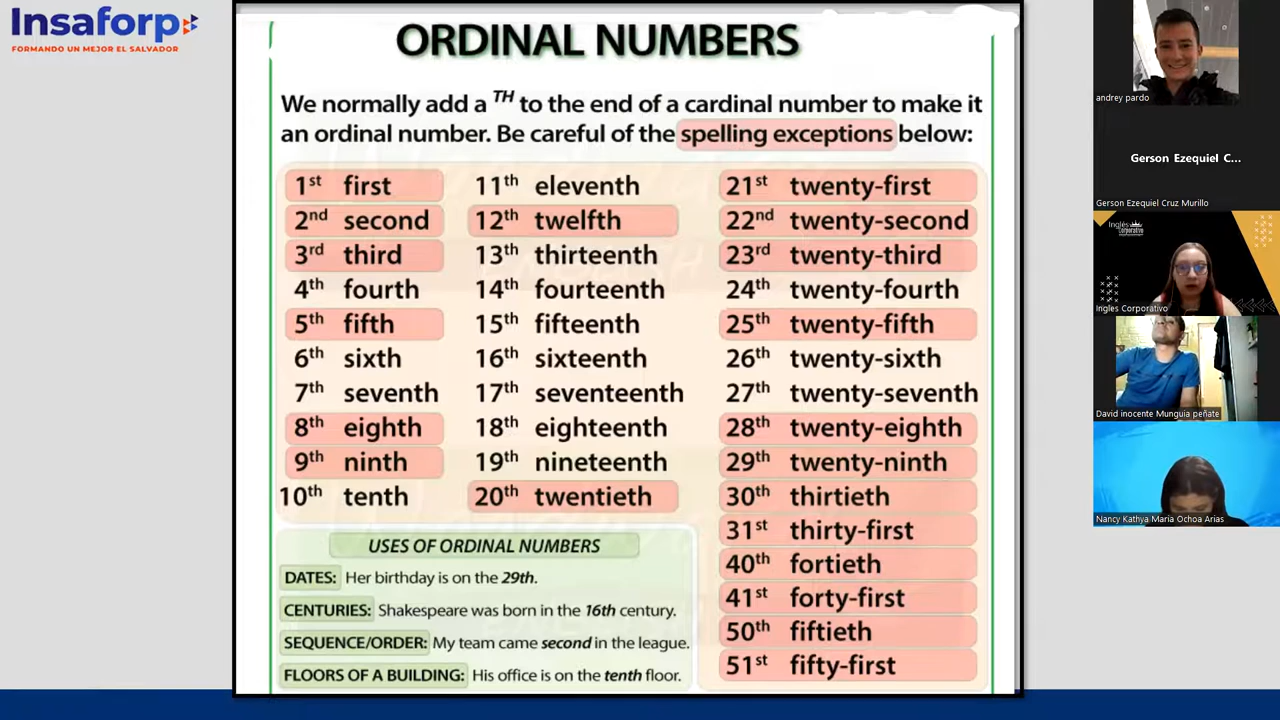 Insaforp
FORMANDO UN MEJOR EL SALVADOR
ORDINAL NUMBERS
We normally add a TH to the end of a cardinal number to make it
an ordinal number. Be careful of the spelling exceptions below:
1st first
2nd second
3rd third
4th fourth
5th fifth
6th sixth
7th seventh
8th eighth
9th ninth
10th tenth
11th eleventh
12th twelfth
13th thirteenth
14th fourteenth
15th fifteenth
16th sixteenth
17th seventeenth
18th eighteenth
19th nineteenth
20th twentieth
21st twenty-first
22nd twenty-second
23rd twenty-third
24th twenty-fourth
25th twenty-fifth
26th twenty-sixth
27th twenty-seventh
28th twenty-eighth
29th twenty-ninth
30th thirtieth
31st thirty-first
40th fortieth
41st forty-first
50th fiftieth
51st fifty-first
USES OF ORDINAL NUMBERS
DATES: Her birthday is on the 29th.
CENTURIES: Shakespeare was born in the 16th century.
SEQUENCE/ORDER: My team came second in the league.
FLOORS OF A BUILDING: His office is on the tenth floor.
andrey pardo
Gerson Ezequiel C...
Gerson Ezequiel Cruz Murillo
Inglés
Corporativo
Ingles Corporativo
David inocente Munguia peñate
Nancy Kathya Maria Ochoa Arias